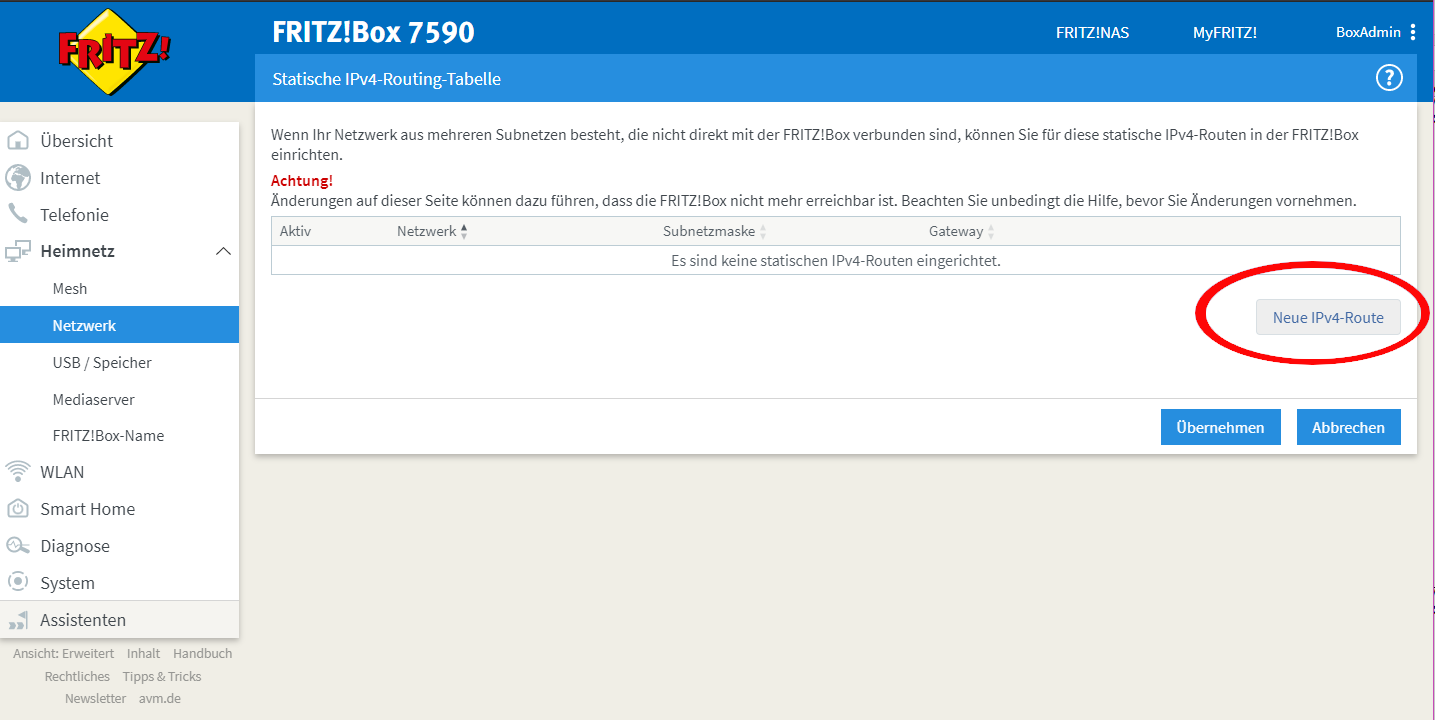 FRITZ!
FRITZ!Box 7590
FRITZ!NAS
MyFRITZ!
BoxAdmin
Statische IPv4-Routing-Tabelle
?
Übersicht
Internet
Telefonie
Heimnetz
Mesh
Netzwerk
USB / Speicher
Mediaserver
FRITZ!Box-Name
WLAN
Smart Home
Diagnose
System
Assistenten
Ansicht: Erweitert Inhalt Handbuch
Rechtliches Tipps & Tricks
Newsletter avm.de
Wenn Ihr Netzwerk aus mehreren Subnetzen besteht, die nicht direkt mit der FRITZ!Box verbunden sind, können Sie für diese statische IPv4-Routen in der FRITZ!Box
einrichten.
Achtung!
Änderungen auf dieser Seite können dazu führen, dass die FRITZ!Box nicht mehr erreichbar ist. Beachten Sie unbedingt die Hilfe, bevor Sie Änderungen vornehmen.
Aktiv Netzwerk Subnetzmaske Gateway
Es sind keine statischen IPv4-Routen eingerichtet.
Neue IPv4-Route
Übernehmen
Abbrechen